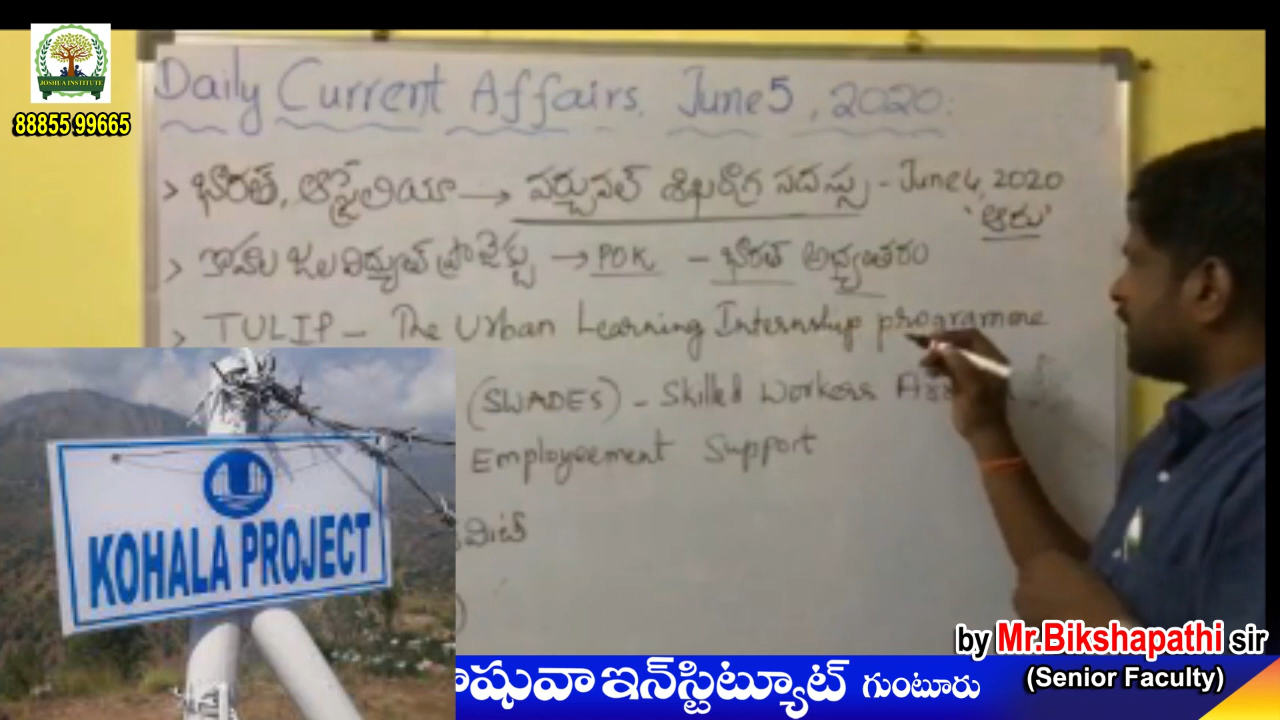 JOSHUA INSTITUTE
88855 99665
Daily Current Affairs. June 5, 2020.
> భారత్, ఆస్ట్రేలియా → వర్చువల్ శిఖరాగ్ర సదస్సు - June 4, 2020
'ఆరు'
> కోహలా జలవిద్యుత్ ప్రాజెక్టు → POK - భారత్ అభ్యంతరం
> TULIP - The Urban Learning Internship programme
(SWADES) - Skilled Workers
Employeement Support
KOHALA PROJECT
by Mr.Bikshapathi sir
(Senior Faculty)
ాషువా ఇన్‌స్టిట్యూట్ గుంటూరు